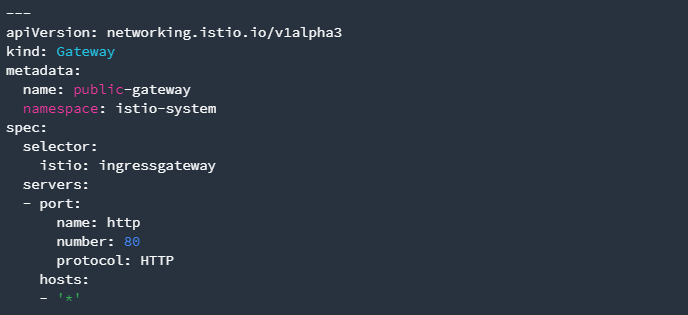 ---
apiVersion: networking.istio.io/v1alpha3
kind: Gateway
metadata:
  name: public-gateway
  namespace: istio-system
spec:
  selector:
    istio: ingressgateway
  servers:
  - port:
      name: http
      number: 80
      protocol: HTTP
    hosts:
    - '*'